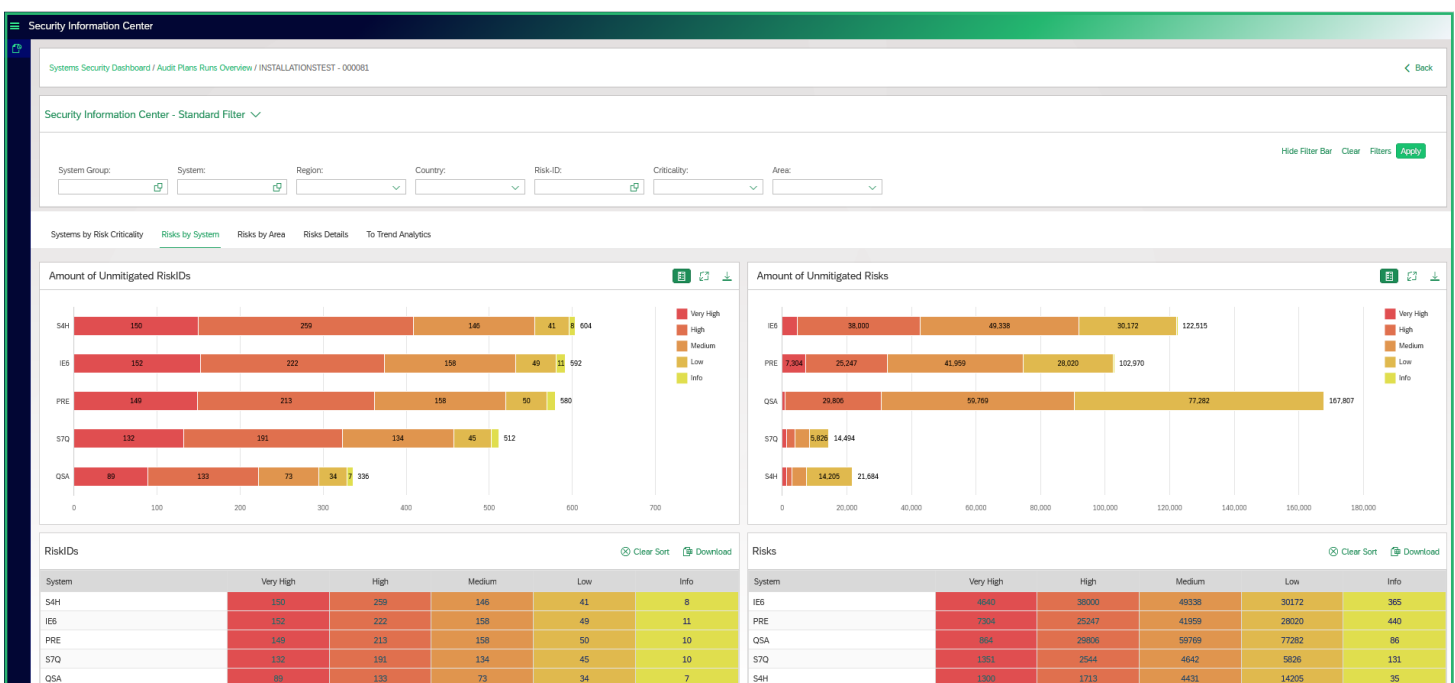 Security Information Center
Systems Security Dashboard / Audit Plans Runs Overview / INSTALLATIONSTEST - 000081
Back
Security Information Center - Standard Filter
Hide Filter Bar Clear Filters Apply
System Group: System: Region: Country: Risk-ID: Criticality: Area:
Systems by Risk Criticality Risks by System Risks by Area Risks Details To Trend Analytics
Amount of Unmitigated RiskIDs
Very High
High
Medium
Low
Info
S4H 150 259 146 41 8 604
IE6 152 222 158 49 11 592
PRE 149 213 158 50 580
S7Q 132 191 134 45 512
QSA 89 133 73 34 7 336
0 100 200 300 400 500 600 700
Amount of Unmitigated Risks
Very High
High
Medium
Low
Info
IE6 38,000 49,338 30,172 122,515
PRE 7,304 25,247 41,959 28,020 102,970
QSA 29,806 59,769 77,282 167,807
S7Q 5,826 14,494
S4H 14,205 21,684
0 20,000 40,000 60,000 80,000 100,000 120,000 140,000 160,000 180,000
RiskIDs
Clear Sort Download
System Very High High Medium Low Info
S4H 150 259 146 41 8
IE6 152 222 158 49 11
PRE 149 213 158 50 10
S7Q 132 191 134 45 10
QSA 89 133 73 34 7
Risks
Clear Sort Download
System Very High High Medium Low Info
IE6 4640 38000 49338 30172 365
PRE 7304 25247 41959 28020 440
QSA 864 29806 59769 77282 86
S7Q 1351 2544 4642 5826 131
S4H 1300 1713 4431 14205 35